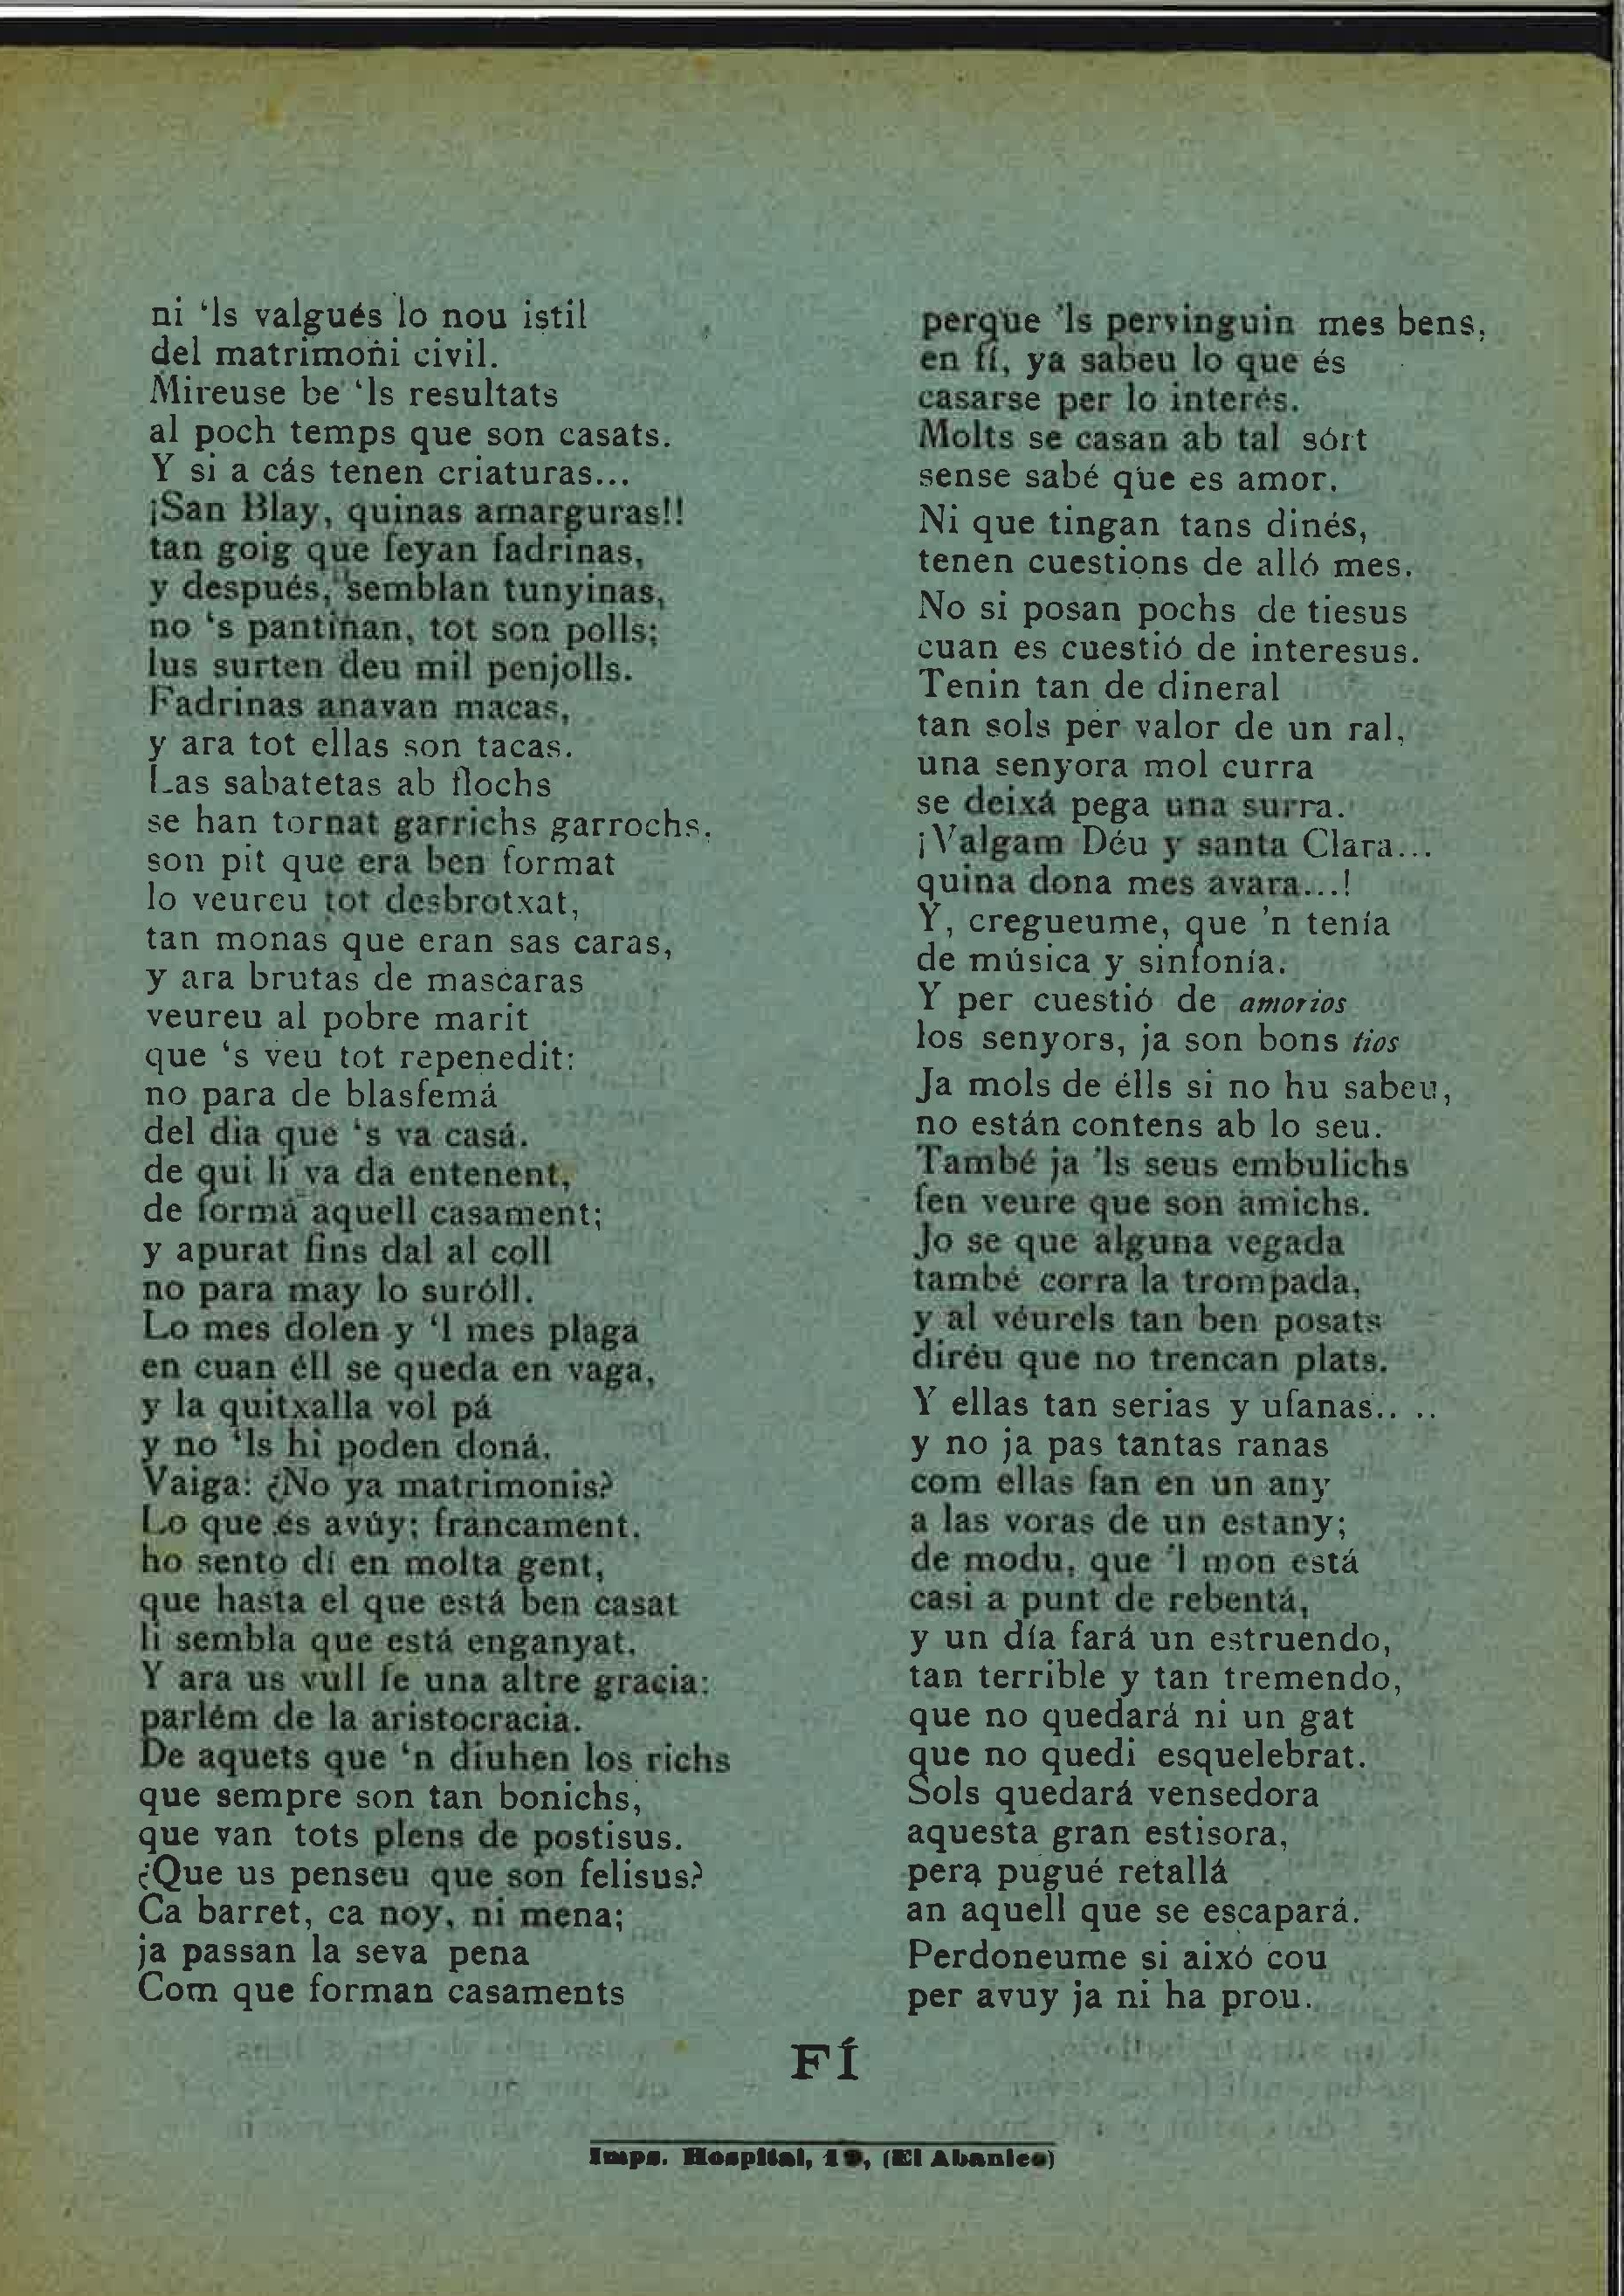 ni ‘ls valgués lo nou istil
del matrimoni civil.
Mireuse be ‘ls resultats
al poch temps que son casats.
Y si a cás tenen criaturas...
¡San Blay, quinas amarguras!!
tan goig que feyan fadrinas,
y después, semblan tunyinas,
no ‘s pantinan, tot son polls;
lus surten deu mil penjolls.
Fadrinas anavan macas,
y ara tot ellas son tacas.
Las sabatetas ab flochs
se han tornat garrichs garrochs.
son pit que era ben format
lo veureu tot desbrotxat,
tan monas que eran sas caras,
y ara brutas de mascaras
veureu al pobre marit
que ‘s veu tot repenedit:
no para de blasfemá
del dia que ‘s va casá.
de qui li va da entenent,
de formá aquell casament;
y apurat fins dal al coll
no para may lo suróll.
Lo mes dolen y ‘l mes plaga
en cuan éll se queda en vaga,
y la quitxalla vol pá
y no ‘ls hi poden doná.
Vaiga: ¿No ya matrimonis?
Lo que és avúy; francament.
ho sento dí en molta gent,
que hasta el que está ben casat
li sembla que está enganyat.
Y ara us vull fe una altre gracia:
parlém de la aristocracia.
De aquets que ‘n diuhen los richs
que sempre son tan bonichs,
que van tots plens de postisus.
¿Que us penseu que son felisus?
Ca barret, ca noy, ni mena;
ja passan la seva pena
Com que forman casaments
perque ’ls pervinguin mes bens,
en fí, ya sabeu lo que és
casarse per lo interés.
Molts se casan ab tal sórt
sense sabé que es amor.
Ni que tingan tans dinés,
tenen cuestions de alló mes.
No si posan pochs de tiesus
cuan es cuestió de interesus.
Tenin tan de dineral
tan sols per valor de un ral,
una senyora mol curra
se deixá pega una surra.
¡Valgam Déu y santa Clara...
quina dona mes avara...!
Y, cregueume, que ’n tenía
de música y sinfonía.
Y per cuestió de amorios
los senyors, ja son bons tios
Ja mols de élls si no hu sabeu,
no están contens ab lo seu.
També ja ’ls seus embulichs
fen veure que son amichs.
Jo se que alguna vegada
també corra la trompada,
y al véurels tan ben posats
diréu que no trencan plats.
Y ellas tan serias y ufanas.. ..
y no ja pas tantas ranas
com ellas fan en un any
a las voras de un estany;
de modu, que ’l mon está
casi a punt de rebentá,
y un día fará un estruendo,
tan terrible y tan tremendo,
que no quedará ni un gat
que no quedi esquelebrat.
Sols quedará vensedora
aquesta gran estisora,
pera pugué retallá
an aquell que se escapará.
Perdoneume si aixó cou
per avuy ja ni ha prou.
FÍ
Imps. Hospital, 19, (El Abanico)